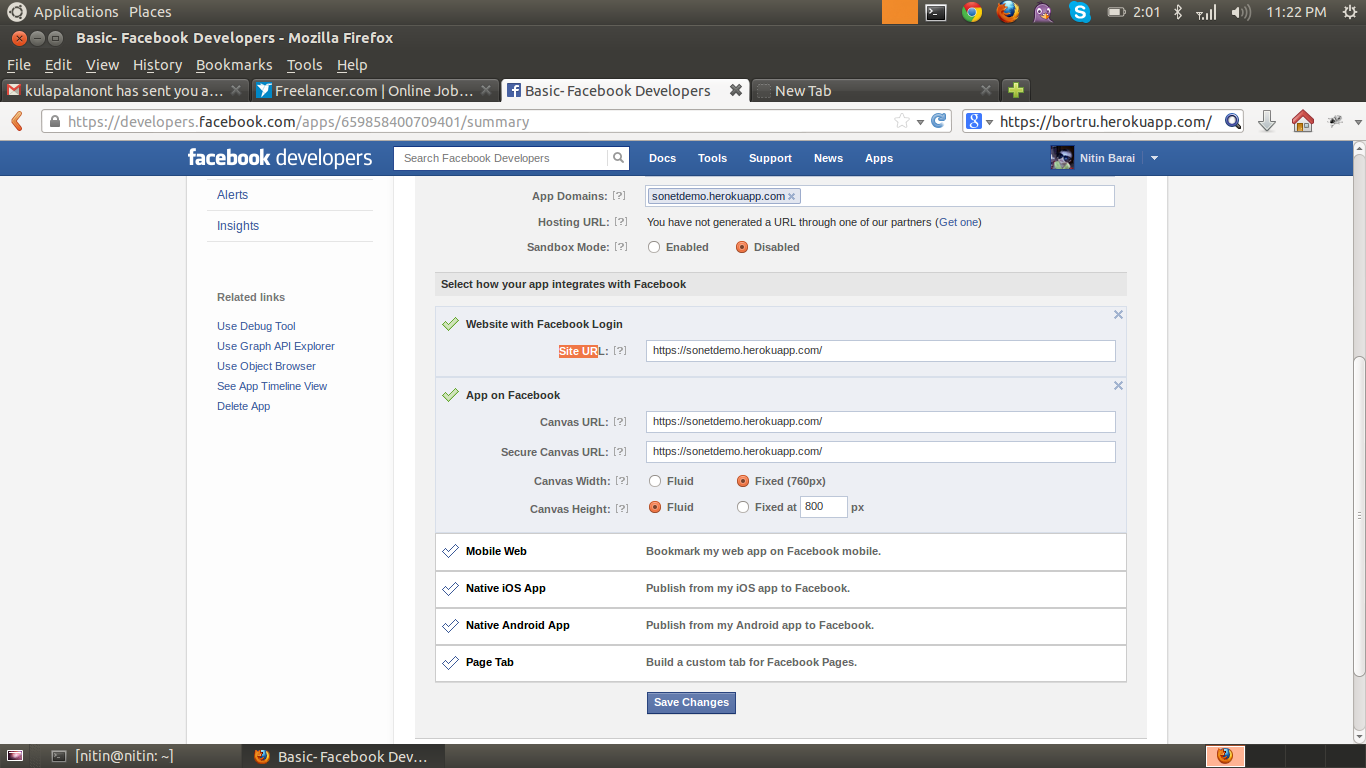 Applications Places 2:01 11:22 PM
Basic- Facebook Developers - Mozilla Firefox
File Edit View History Bookmarks Tools Help
kulapalanont has sent you a... Freelancer.com | Online Job... Basic- Facebook Developers New Tab
https://developers.facebook.com/apps/659858400709401/summary https://bortru.herokuapp.com/
facebook developers Search Facebook Developers Docs Tools Support News Apps Nitin Barai
Alerts
Insights
Related links
Use Debug Tool
Use Graph API Explorer
Use Object Browser
See App Timeline View
Delete App
App Domains: [?] sonetdemo.herokuapp.com
Hosting URL: [?] You have not generated a URL through one of our partners (Get one)
Sandbox Mode: [?] Enabled Disabled
Select how your app integrates with Facebook
Website with Facebook Login
Site URL: [?] https://sonetdemo.herokuapp.com/
App on Facebook
Canvas URL: [?] https://sonetdemo.herokuapp.com/
Secure Canvas URL: [?] https://sonetdemo.herokuapp.com/
Canvas Width: [?] Fluid Fixed (760px)
Canvas Height: [?] Fluid Fixed at 800 px
Mobile Web Bookmark my web app on Facebook mobile.
Native iOS App Publish from my iOS app to Facebook.
Native Android App Publish from my Android app to Facebook.
Page Tab Build a custom tab for Facebook Pages.
Save Changes
[nitin@nitin: ~] Basic- Facebook Dev...